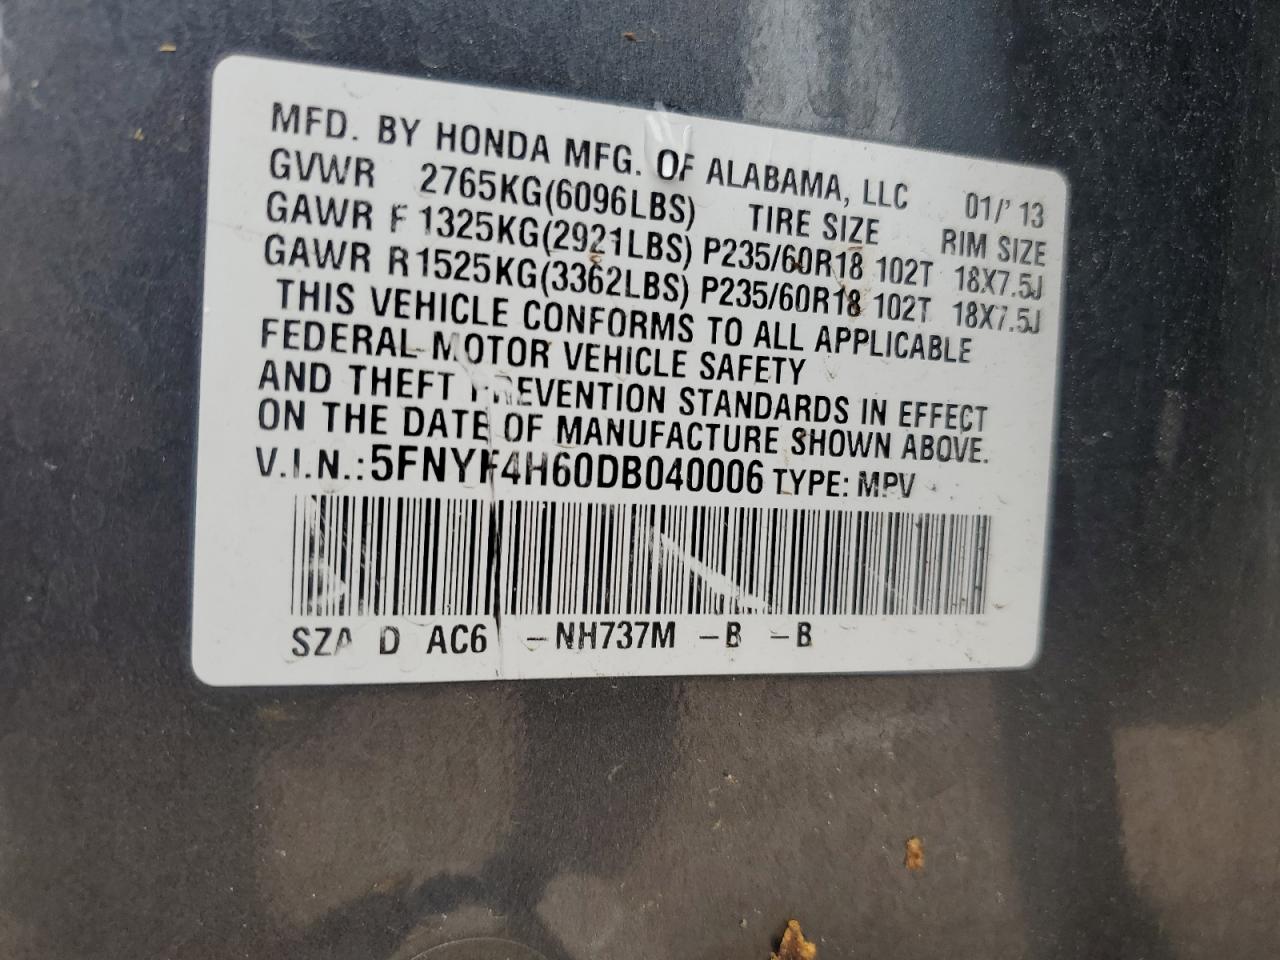 MFD. BY HONDA MFG. OF ALABAMA, LLC 01/'13
GVWR 2765KG(6096LBS) TIRE SIZE RIM SIZE
GAWR F 1325KG(2921LBS) P235/60R18 102T 18X7.5J
GAWR R 1525KG(3362LBS) P235/60R18 102T 18X7.5J
THIS VEHICLE CONFORMS TO ALL APPLICABLE
FEDERAL MOTOR VEHICLE SAFETY
AND THEFT PREVENTION STANDARDS IN EFFECT
ON THE DATE OF MANUFACTURE SHOWN ABOVE.
V.I.N.:5FNYF4H60DB040006 TYPE: MPV
SZA D AC6 -NH737M -B -B